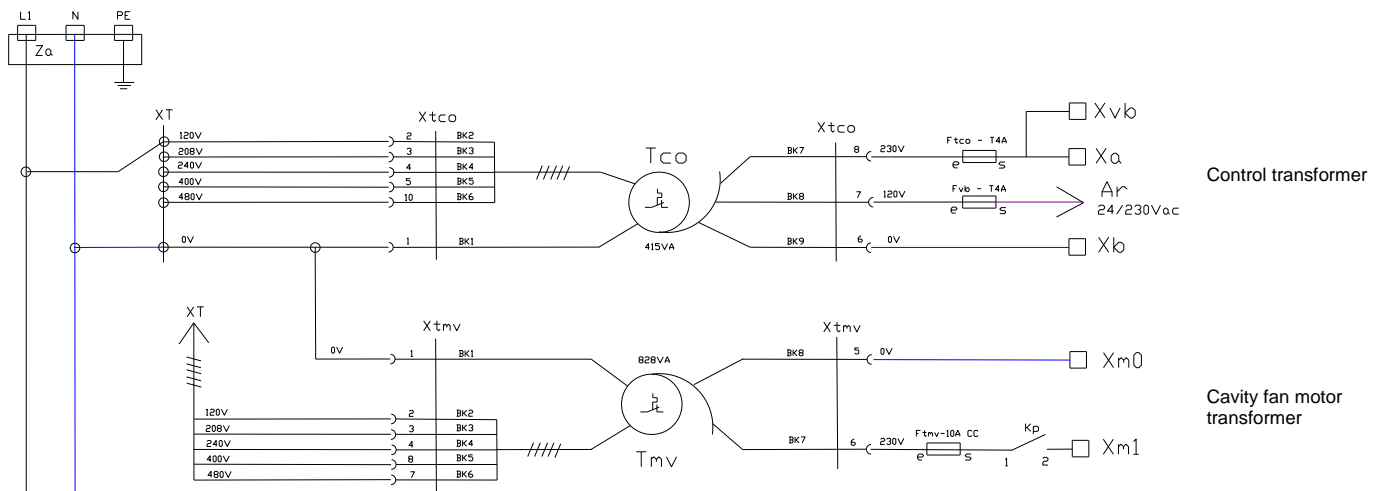 L1 N PE
Za
XT
120V
208V
240V
400V
480V
0V
Xtco
2 BK2
3 BK3
4 BK4
5 BK5
10 BK6
1 BK1
Tco
415VA
Xtco
BK7 8 230V
BK8 7 120V
BK9 6 0V
Ftco - T4A
e s
Fvb - T4A
e s
Xvb
Xa
Ar
24/230Vac
Xb
Control transformer
XT
0V
120V
208V
240V
400V
480V
Xtmv
1 BK1
2 BK2
3 BK3
4 BK4
8 BK5
7 BK6
828VA
Tmv
Xtmv
BK8 5 0V
BK7 6 230V
Ftmv-10A CC
e s
Kp
1 2
Xm0
Xm1
Cavity fan motor
transformer